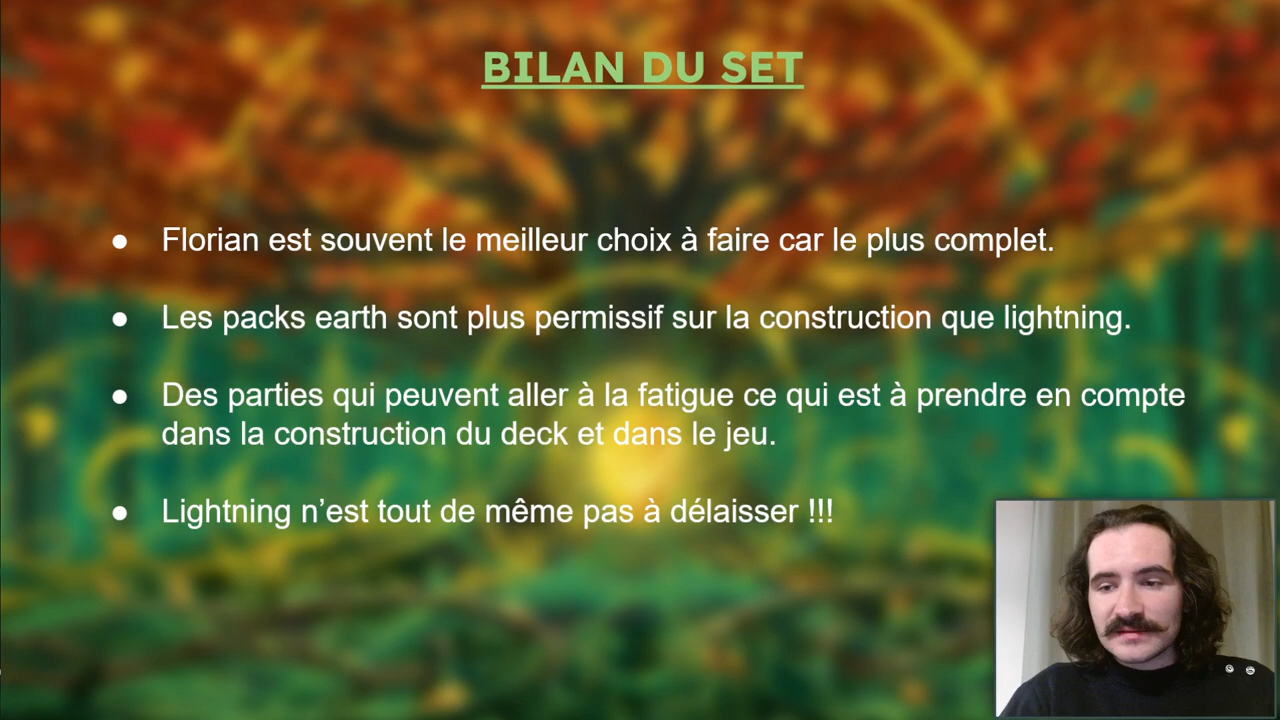 BILAN DU SET
● Florian est souvent le meilleur choix à faire car le plus complet.
● Les packs earth sont plus permissif sur la construction que lightning.
● Des parties qui peuvent aller à la fatigue ce qui est à prendre en compte
dans la construction du deck et dans le jeu.
● Lightning n’est tout de même pas à délaisser !!!